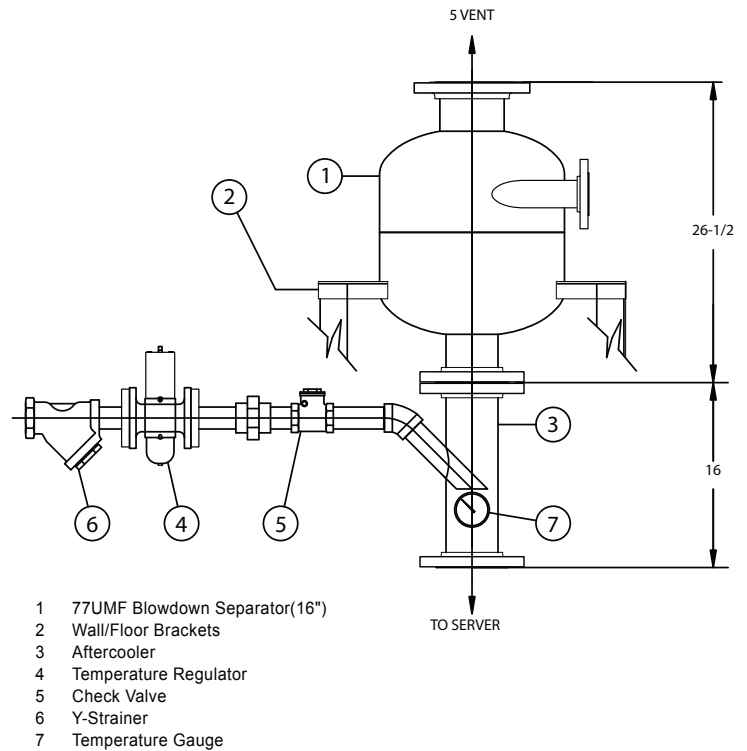 5 VENT
1
2
26-1/2
3
16
6
4
5
7
TO SERVER
1 77UMF Blowdown Separator(16")
2 Wall/Floor Brackets
3 Aftercooler
4 Temperature Regulator
5 Check Valve
6 Y-Strainer
7 Temperature Gauge